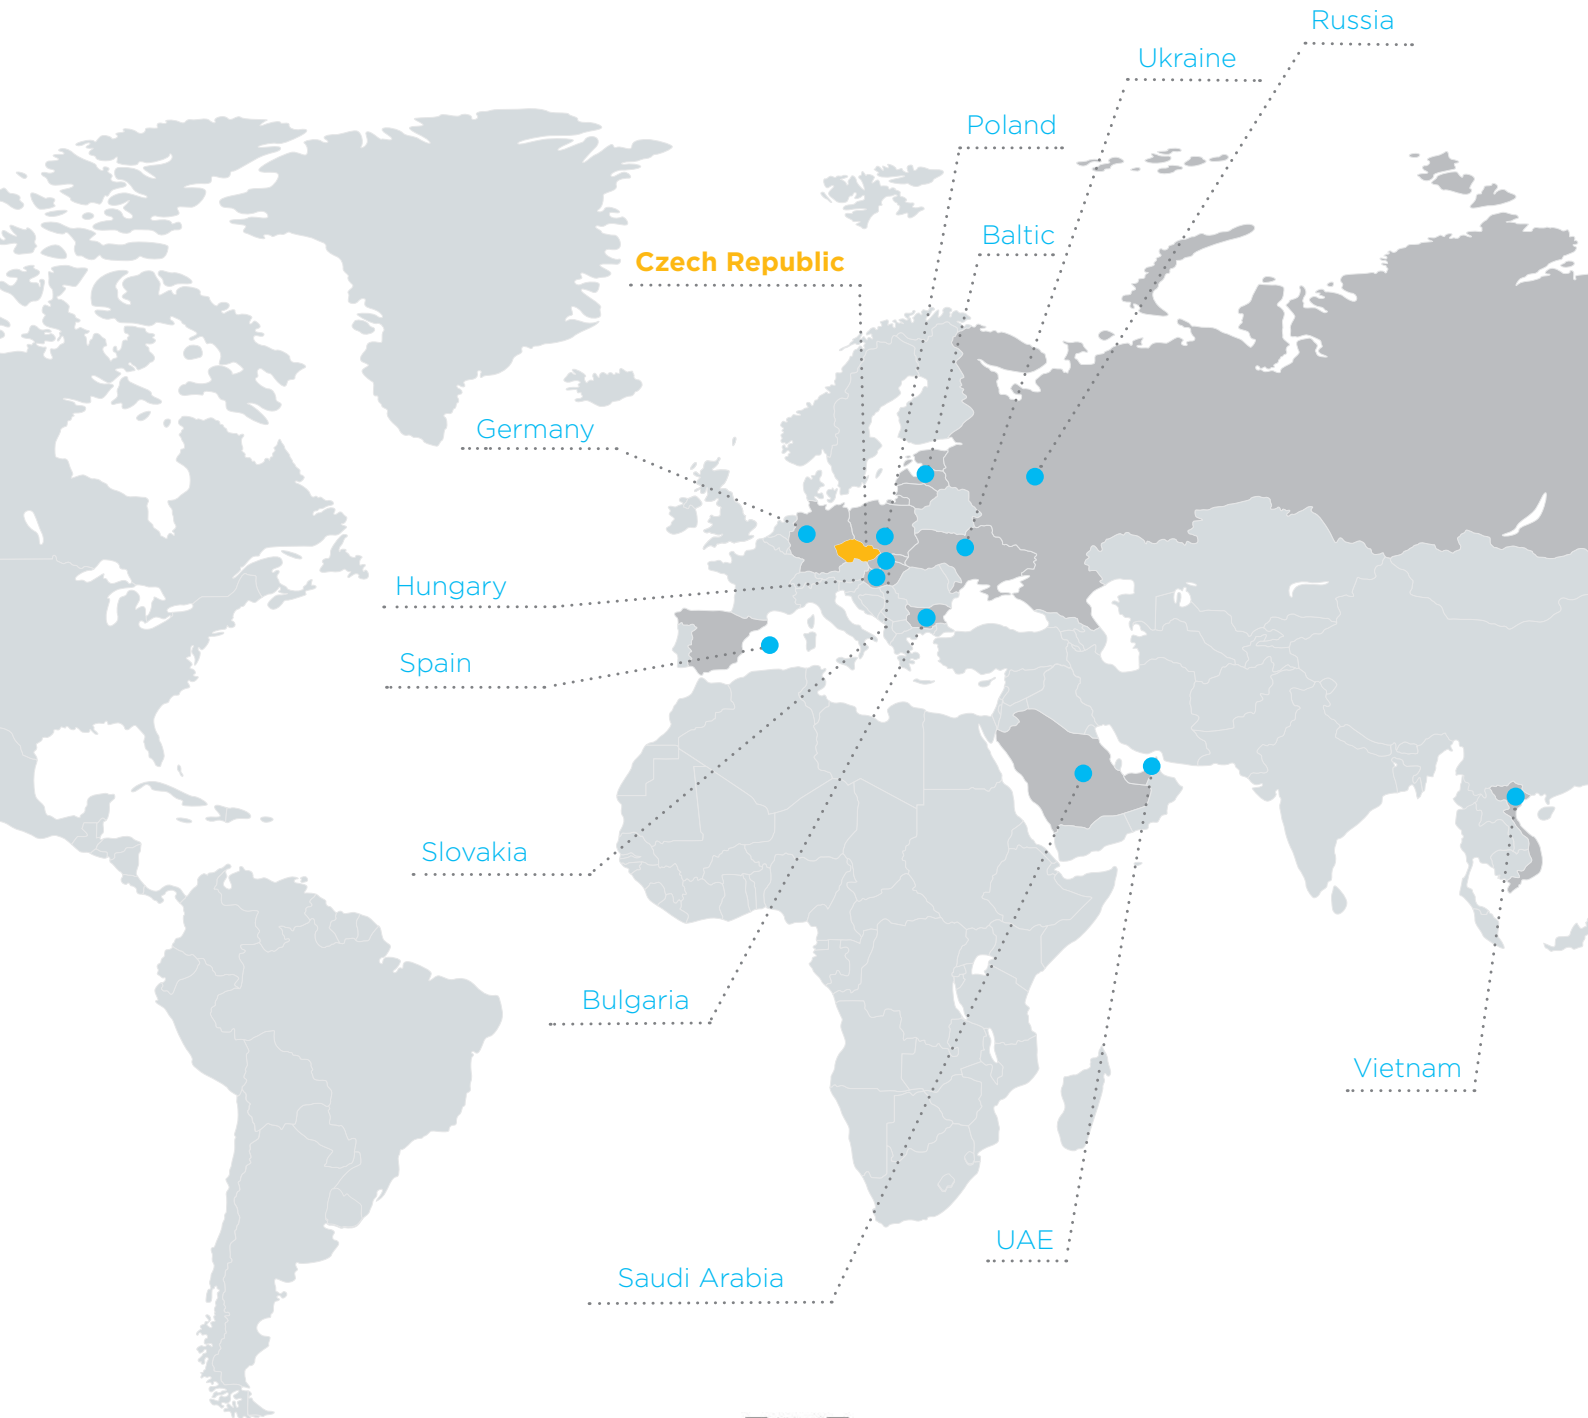 Russia
Ukraine
Poland
Baltic
Czech Republic
Germany
Hungary
Spain
Slovakia
Bulgaria
Vietnam
UAE
Saudi Arabia